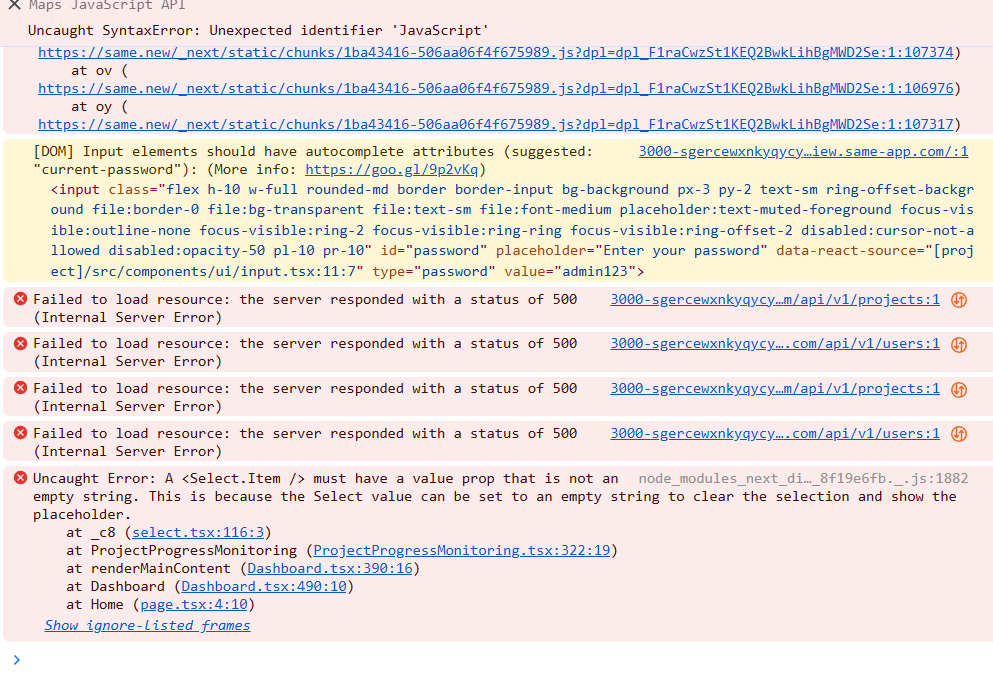 Maps JavaScript API
Uncaught SyntaxError: Unexpected identifier 'JavaScript'
https://same.new/_next/static/chunks/1ba43416-506aa06f4f675989.js?dpl=dpl_F1raCwzSt1KEQ2BwkLihBgMWD2Se:1:107374)
at ov (
https://same.new/_next/static/chunks/1ba43416-506aa06f4f675989.js?dpl=dpl_F1raCwzSt1KEQ2BwkLihBgMWD2Se:1:106976)
at oy (
https://same.new/_next/static/chunks/1ba43416-506aa06f4f675989.js?dpl=dpl_F1raCwzSt1KEQ2BwkLihBgMWD2Se:1:107317)
[DOM] Input elements should have autocomplete attributes (suggested: 3000-sgercewxnkyqycy…iew.same-app.com/:1
"current-password"): (More info: https://goo.gl/9p2vKq)
<input class="flex h-10 w-full rounded-md border border-input bg-background px-3 py-2 text-sm ring-offset-backgr
ound file:border-0 file:bg-transparent file:text-sm file:font-medium placeholder:text-muted-foreground focus-vis
ible:outline-none focus-visible:ring-2 focus-visible:ring-ring focus-visible:ring-offset-2 disabled:cursor-not-a
llowed disabled:opacity-50 pl-10 pr-10" id="password" placeholder="Enter your password" data-react-source="[proj
ect]/src/components/ui/input.tsx:11:7" type="password" value="admin123">
Failed to load resource: the server responded with a status of 500 3000-sgercewxnkyqycy…m/api/v1/projects:1
(Internal Server Error)
Failed to load resource: the server responded with a status of 500 3000-sgercewxnkyqycy….com/api/v1/users:1
(Internal Server Error)
Failed to load resource: the server responded with a status of 500 3000-sgercewxnkyqycy…m/api/v1/projects:1
(Internal Server Error)
Failed to load resource: the server responded with a status of 500 3000-sgercewxnkyqycy….com/api/v1/users:1
(Internal Server Error)
Uncaught Error: A <Select.Item /> must have a value prop that is not an node_modules_next_di…_8f19e6fb._.js:1882
empty string. This is because the Select value can be set to an empty string to clear the selection and show the
placeholder.
at _c8 (select.tsx:116:3)
at ProjectProgressMonitoring (ProjectProgressMonitoring.tsx:322:19)
at renderMainContent (Dashboard.tsx:390:16)
at Dashboard (Dashboard.tsx:490:10)
at Home (page.tsx:4:10)
Show ignore-listed frames